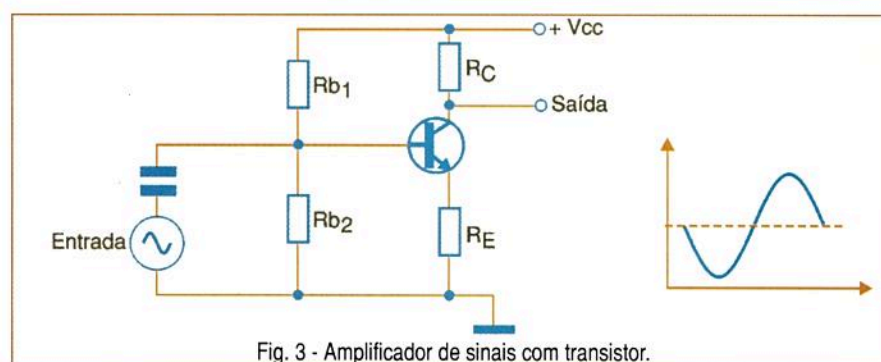 + Vcc
Rb1
RC
Saída
Entrada
Rb2
RE
Fig. 3 - Amplificador de sinais com transistor.